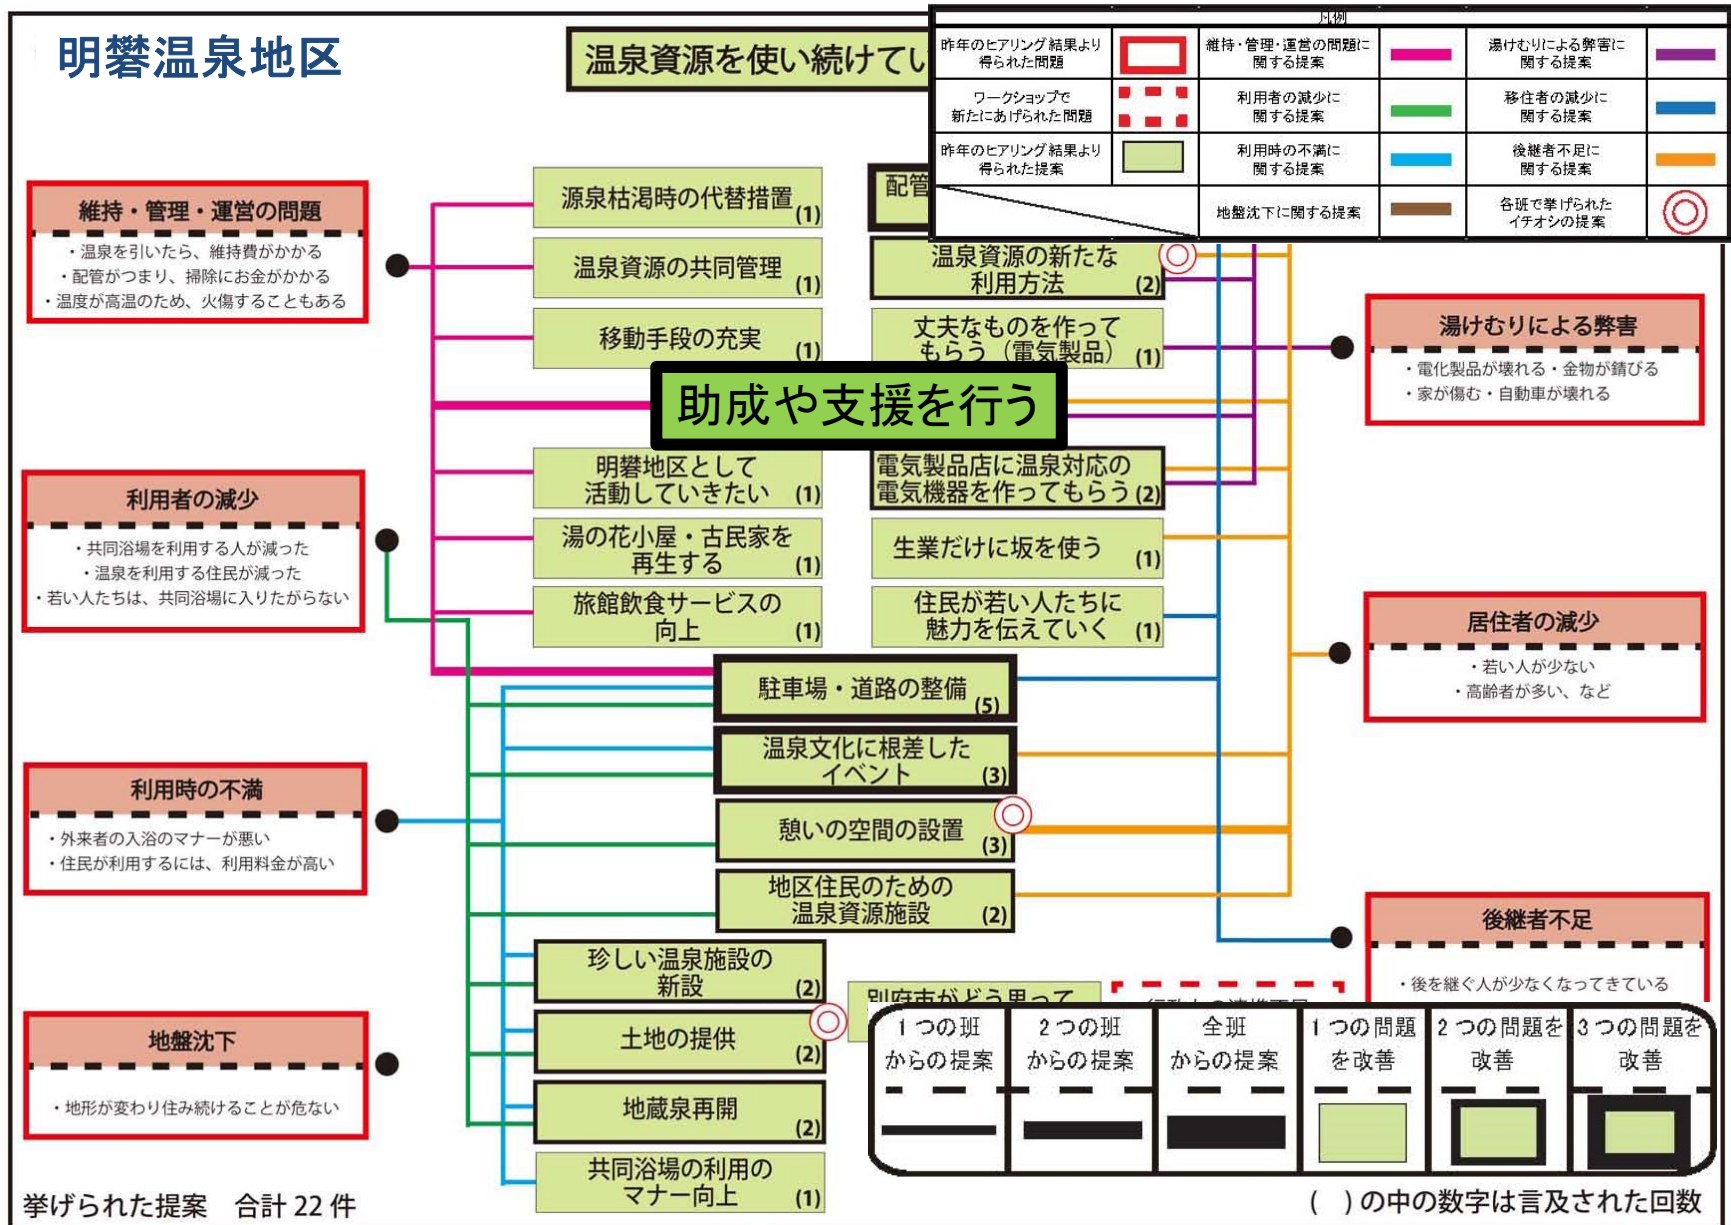 明礬温泉地区
温泉資源を使い続けてい
凡例
昨年のヒアリング結果より
得られた問題
維持・管理・運営の問題に
関する提案
湯けむりによる弊害に
関する提案
ワークショップで
新たにあげられた問題
利用者の減少に
関する提案
移住者の減少に
関する提案
昨年のヒアリング結果より
得られた提案
利用時の不満に
関する提案
後継者不足に
関する提案
地盤沈下に関する提案
各班で挙げられた
イチオシの提案
維持・管理・運営の問題
・温泉を引いたら、維持費がかかる
・配管がつまり、掃除にお金がかかる
・温度が高温のため、火傷することもある
利用者の減少
・共同浴場を利用する人が減った
・温泉を利用する住民が減った
・若い人たちは、共同浴場に入りたがらない
利用時の不満
・外来者の入浴のマナーが悪い
・住民が利用するには、利用料金が高い
地盤沈下
・地形が変わり住み続けることが危ない
源泉枯渇時の代替措置(1)
温泉資源の共同管理(1)
移動手段の充実(1)
助成や支援を行う
明礬地区として
活動していきたい(1)
湯の花小屋・古民家を
再生する(1)
旅館飲食サービスの
向上(1)
配管
温泉資源の新たな
利用方法(2)
丈夫なものを作って
もらう（電気製品）(1)
電気製品店に温泉対応の
電気機器を作ってもらう(2)
生業だけに坂を使う(1)
住民が若い人たちに
魅力を伝えていく(1)
駐車場・道路の整備(5)
温泉文化に根差した
イベント(3)
憩いの空間の設置(3)
地区住民のための
温泉資源施設(2)
珍しい温泉施設の
新設(2)
土地の提供(2)
地蔵泉再開(2)
共同浴場の利用の
マナー向上(1)
別府市がどう思って
湯けむりによる弊害
・電化製品が壊れる・金物が錆びる
・家が傷む・自動車が壊れる
居住者の減少
・若い人が少ない
・高齢者が多い、など
後継者不足
・後を継ぐ人が少なくなってきている
1つの班
からの提案
2つの班
からの提案
全班
からの提案
1つの問題
を改善
2つの問題を
改善
3つの問題を
改善
挙げられた提案　合計22件
(　)の中の数字は言及された回数